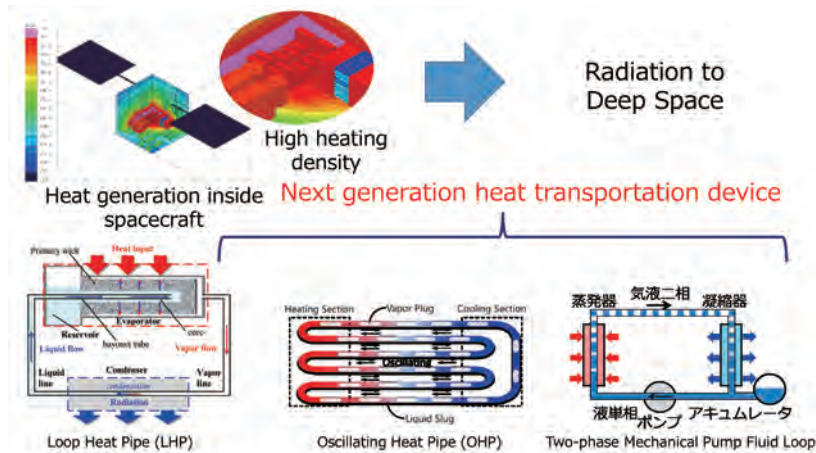 Radiation to
Deep Space
High heating
density
Heat generation inside
spacecraft
Next generation heat transportation device
Primary wick
Heat input
Reservoir
Evaporator
core
bayonet tube
Liquid flow
Vapor flow
Liquid
line
Condenser
condensation
Radiation
Vapor
line
Loop Heat Pipe (LHP)
Heating Section
Vapor Plug
Cooling Section
Oscillating
Liquid Slug
Oscillating Heat Pipe (OHP)
蒸発器
気液二相
凝縮器
液単相
ポンプ
アキュムレータ
Two-phase Mechanical Pump Fluid Loop